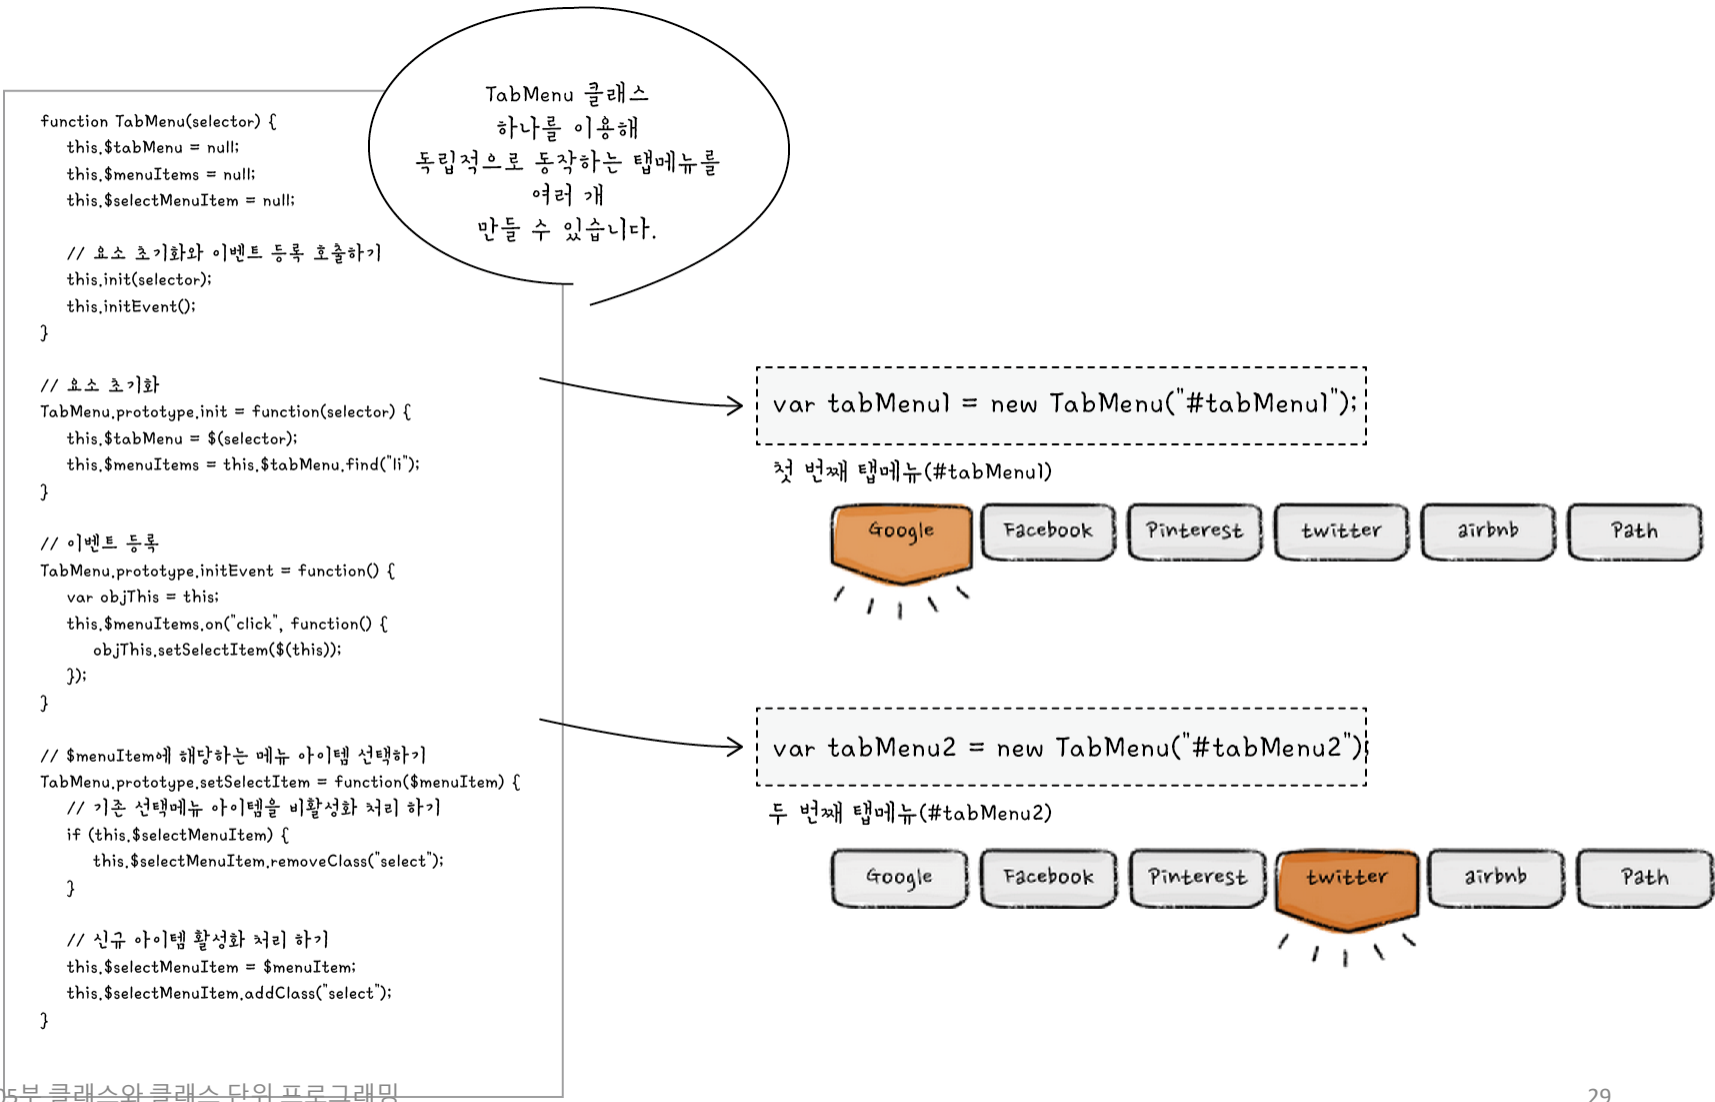 TabMenu 클래스
하나를 이용해
독립적으로 동작하는 탭메뉴를
여러 개
만들 수 있습니다.
function TabMenu(selector) {
this.$tabMenu = null;
this.$menuItems = null;
this.$selectMenuItem = null;
// 요소 초기화와 이벤트 등록 호출하기
this.init(selector);
this.initEvent();
}
// 요소 초기화
TabMenu.prototype.init = function(selector) {
this.$tabMenu = $(selector);
this.$menuItems = this.$tabMenu.find("li");
}
// 이벤트 등록
TabMenu.prototype.initEvent = function() {
var objThis = this;
this.$menuItems.on("click", function() {
objThis.setSelectItem($(this));
});
}
// $menuItem에 해당하는 메뉴 아이템 선택하기
TabMenu.prototype.setSelectItem = function($menuItem) {
// 기존 선택메뉴 아이템을 비활성화 처리 하기
if (this.$selectMenuItem) {
this.$selectMenuItem.removeClass("select");
}
// 신규 아이템 활성화 처리 하기
this.$selectMenuItem = $menuItem;
this.$selectMenuItem.addClass("select");
}
var tabMenu1 = new TabMenu("#tabMenu1");
첫 번째 탭메뉴(#tabMenu1)
Google Facebook Pinterest twitter airbnb Path
var tabMenu2 = new TabMenu("#tabMenu2");
두 번째 탭메뉴(#tabMenu2)
Google Facebook Pinterest twitter airbnb Path
05부 클래스와 클래스 단위 프로그래밍
29